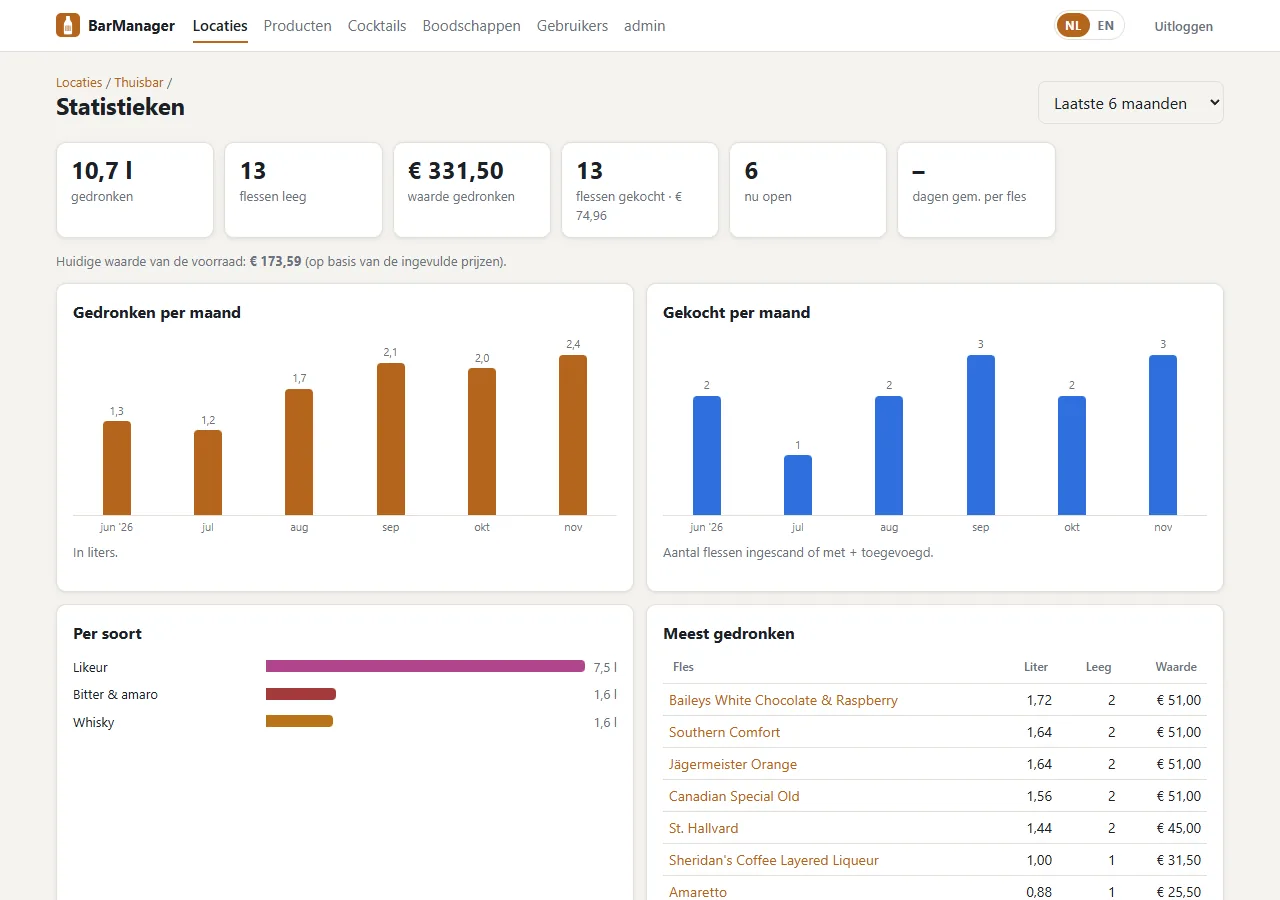 BarManager Locaties Producten Cocktails Boodschappen Gebruikers admin NL EN Uitloggen
Locaties / Thuisbar /
Statistieken
Laatste 6 maanden
10,7 l
gedronken
13
flessen leeg
€ 331,50
waarde gedronken
13
flessen gekocht · €
74,96
6
nu open
–
dagen gem. per fles
Huidige waarde van de voorraad: € 173,59 (op basis van de ingevulde prijzen).
Gedronken per maand
1,3 1,2 1,7 2,1 2,0 2,4
jun '26 jul aug sep okt nov
In liters.
Gekocht per maand
2 1 2 3 2 3
jun '26 jul aug sep okt nov
Aantal flessen ingescand of met + toegevoegd.
Per soort
Likeur 7,5 l
Bitter & amaro 1,6 l
Whisky 1,6 l
Meest gedronken
Fles Liter Leeg Waarde
Baileys White Chocolate & Raspberry 1,72 2 € 51,00
Southern Comfort 1,64 2 € 51,00
Jägermeister Orange 1,64 2 € 51,00
Canadian Special Old 1,56 2 € 51,00
St. Hallvard 1,44 2 € 45,00
Sheridan's Coffee Layered Liqueur 1,00 1 € 31,50
Amaretto 0,88 1 € 25,50